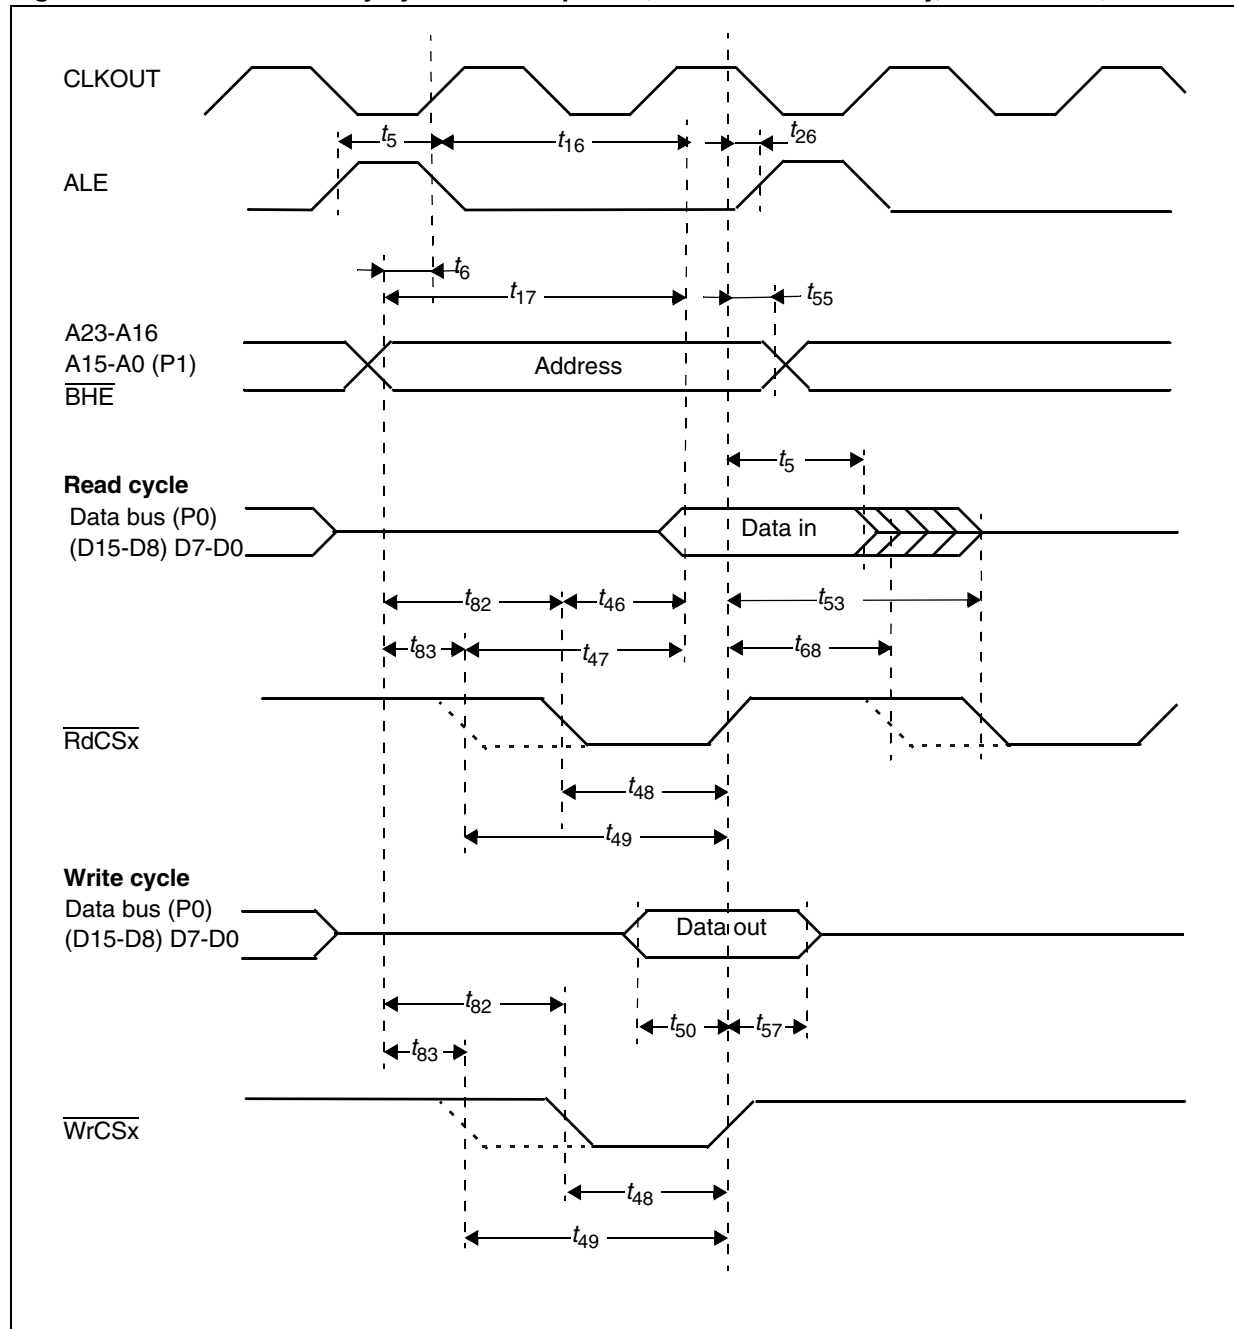 CLKOUT
t5
t16
t26
ALE
t6
t17
t55
A23-A16
A15-A0 (P1)
BHE
Address
t5
Read cycle
Data bus (P0)
(D15-D8) D7-D0
Data in
t82
t46
t53
t83
t47
t68
RdCSx
t48
t49
Write cycle
Data bus (P0)
(D15-D8) D7-D0
Data out
t82
t50
t57
t83
WrCSx
t48
t49